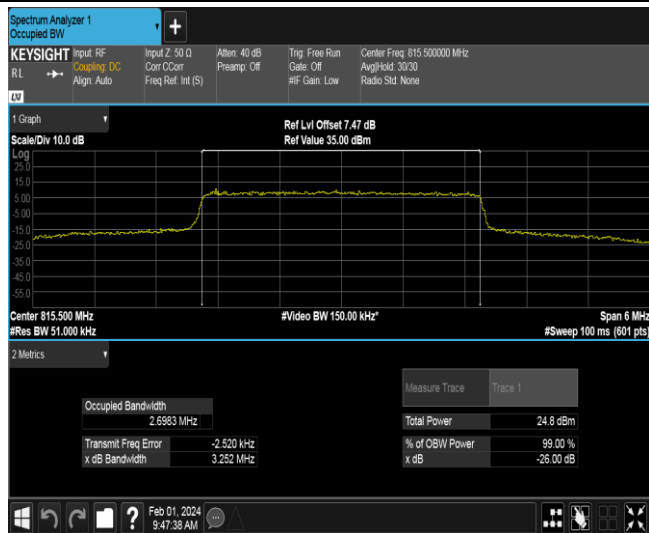 Spectrum Analyzer 1
Occupied BW
KEYSIGHT
RL
Input: RF
Coupling: DC
Align: Auto
Input Z: 50 Ω
Corr CCorr
Freq Ref: Int (S)
Atten: 40 dB
Preamp: Off
Trig: Free Run
Gate: Off
#IF Gain: Low
Center Freq: 815.500000 MHz
Avg|Hold: 30/30
Radio Std: None
LXI
1 Graph
Scale/Div 10.0 dB
Ref Lvl Offset 7.47 dB
Ref Value 35.00 dBm
Log
25.0
15.0
5.00
-5.00
-15.0
-25.0
-35.0
-45.0
-55.0
Center 815.500 MHz
#Video BW 150.00 kHz*
Span 6 MHz
#Res BW 51.000 kHz
#Sweep 100 ms (601 pts)
2 Metrics
Measure Trace
Trace 1
Occupied Bandwidth
2.6983 MHz
Total Power
24.8 dBm
Transmit Freq Error
-2.520 kHz
% of OBW Power
99.00 %
x dB Bandwidth
3.252 MHz
x dB
-26.00 dB
?
Feb 01, 2024
9:47:38 AM